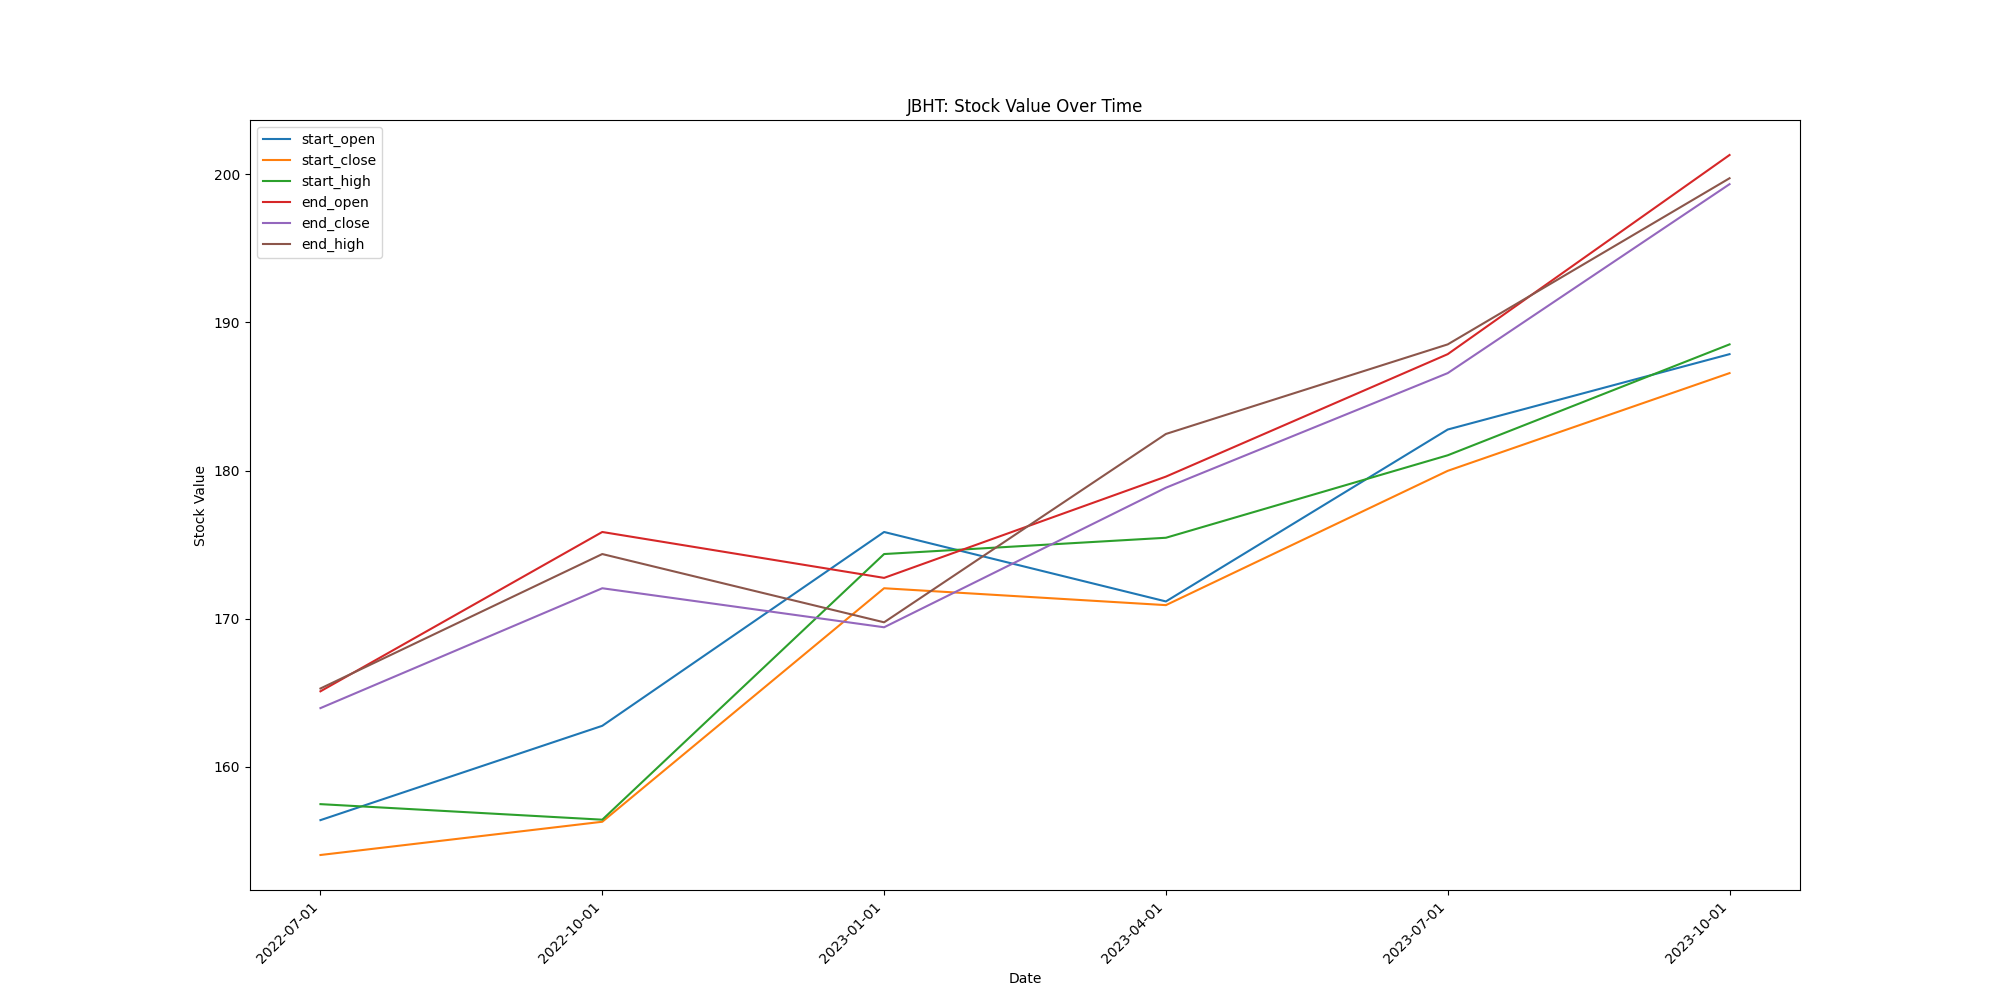 JBHT: Stock Value Over Time
start_open
start_close
start_high
end_open
end_close
end_high
200
190
180
170
160
Stock Value
2022-07-01
2022-10-01
2023-01-01
2023-04-01
2023-07-01
2023-10-01
Date